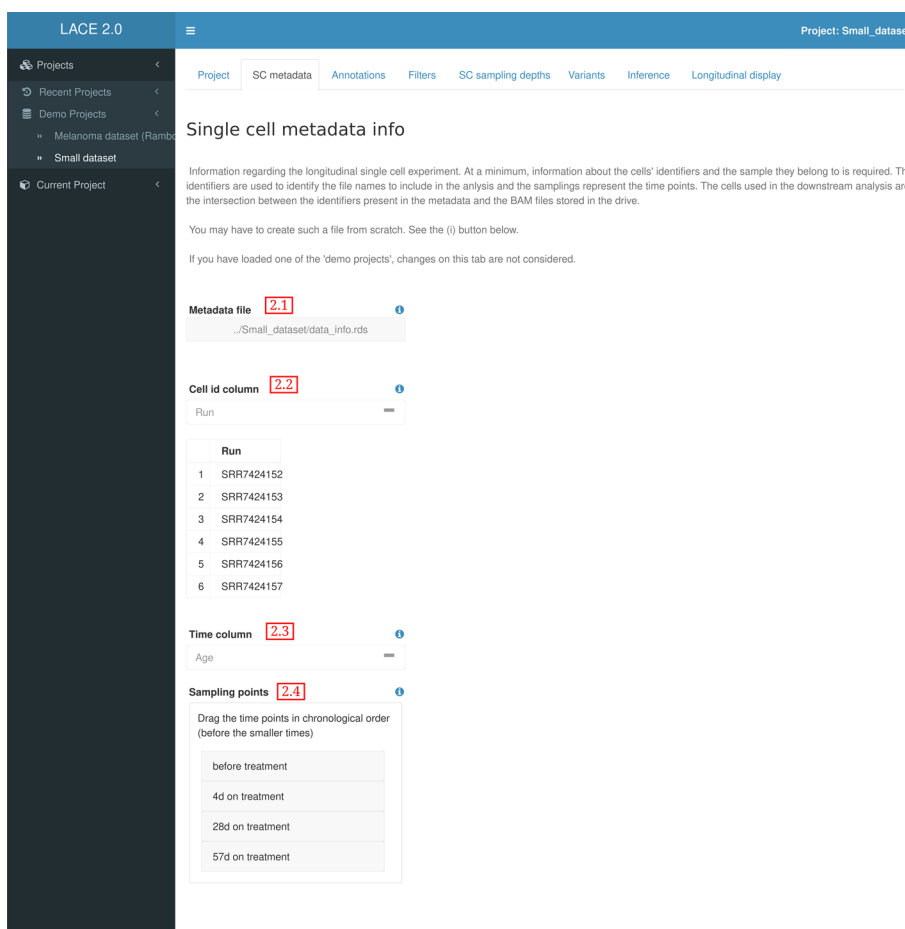 LACE 2.0
Project: Small_datase
Projects
Recent Projects
Demo Projects
Melanoma dataset (Rambo
Small dataset
Current Project
Project SC metadata Annotations Filters SC sampling depths Variants Inference Longitudinal display
Single cell metadata info
Information regarding the longitudinal single cell experiment. At a minimum, information about the cells' identifiers and the sample they belong to is required. Th
identifiers are used to identify the file names to include in the anlysis and the samplings represent the time points. The cells used in the downstream analysis are
the intersection between the identifiers present in the metadata and the BAM files stored in the drive.
You may have to create such a file from scratch. See the (i) button below.
If you have loaded one of the 'demo projects', changes on this tab are not considered.
Metadata file 2.1
../Small_dataset/data_info.rds
Cell id column 2.2
Run
Run
1 SRR7424152
2 SRR7424153
3 SRR7424154
4 SRR7424155
5 SRR7424156
6 SRR7424157
Time column 2.3
Age
Sampling points 2.4
Drag the time points in chronological order
(before the smaller times)
before treatment
4d on treatment
28d on treatment
57d on treatment